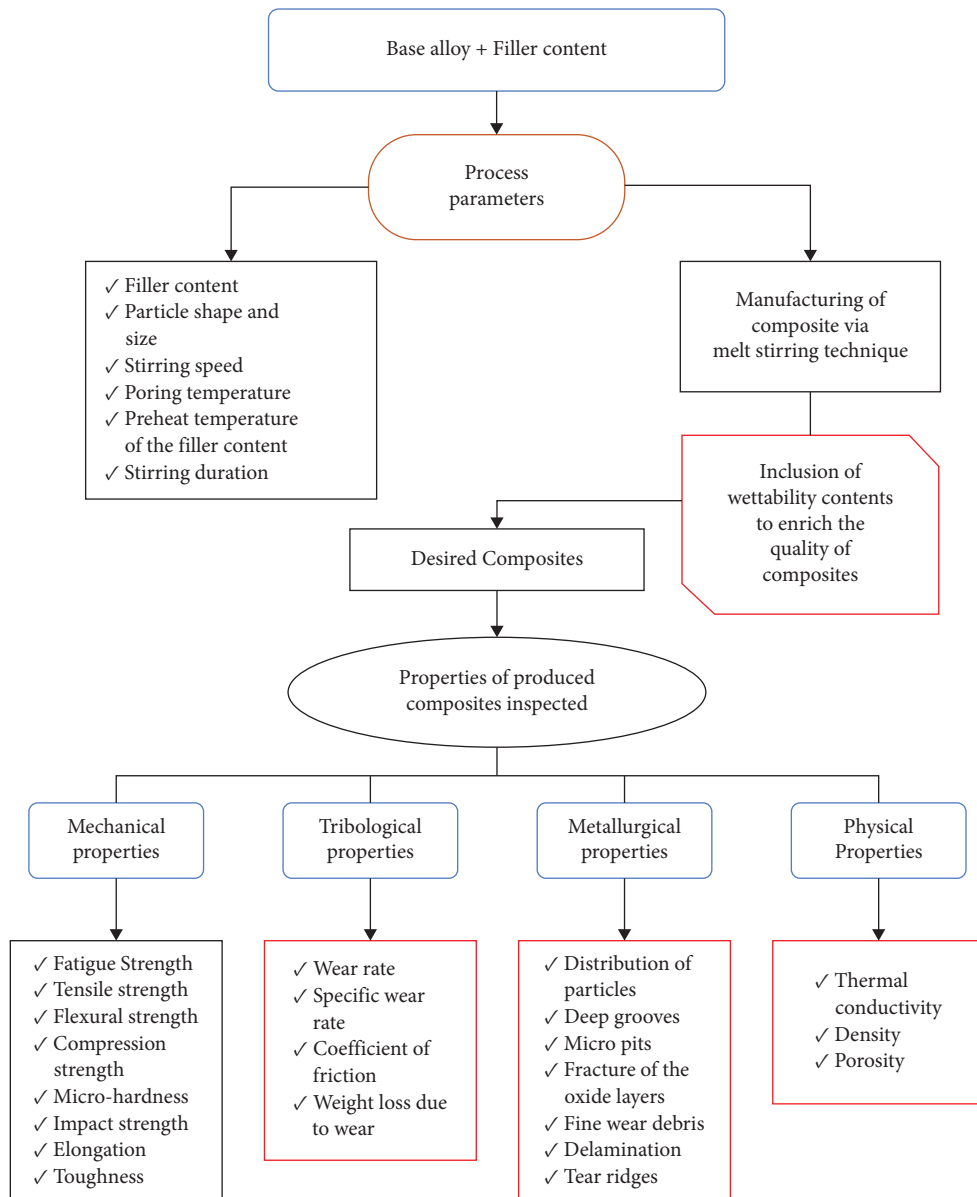 Base alloy + Filler content
Process
parameters
✓ Filler content
✓ Particle shape and
size
✓ Stirring speed
✓ Poring temperature
✓ Preheat temperature
of the filler content
✓ Stirring duration
Manufacturing of
composite via
melt stirring technique
Inclusion of
wettability contents
to enrich the
quality of
composites
Desired Composites
Properties of produced
composites inspected
Mechanical
properties
Tribological
properties
Metallurgical
properties
Physical
Properties
✓ Fatigue Strength
✓ Tensile strength
✓ Flexural strength
✓ Compression
strength
✓ Micro-hardness
✓ Impact strength
✓ Elongation
✓ Toughness
✓ Wear rate
✓ Specific wear
rate
✓ Coefficient of
friction
✓ Weight loss due
to wear
✓ Distribution of
particles
✓ Deep grooves
✓ Micro pits
✓ Fracture of the
oxide layers
✓ Fine wear debris
✓ Delamination
✓ Tear ridges
✓ Thermal
conductivity
✓ Density
✓ Porosity